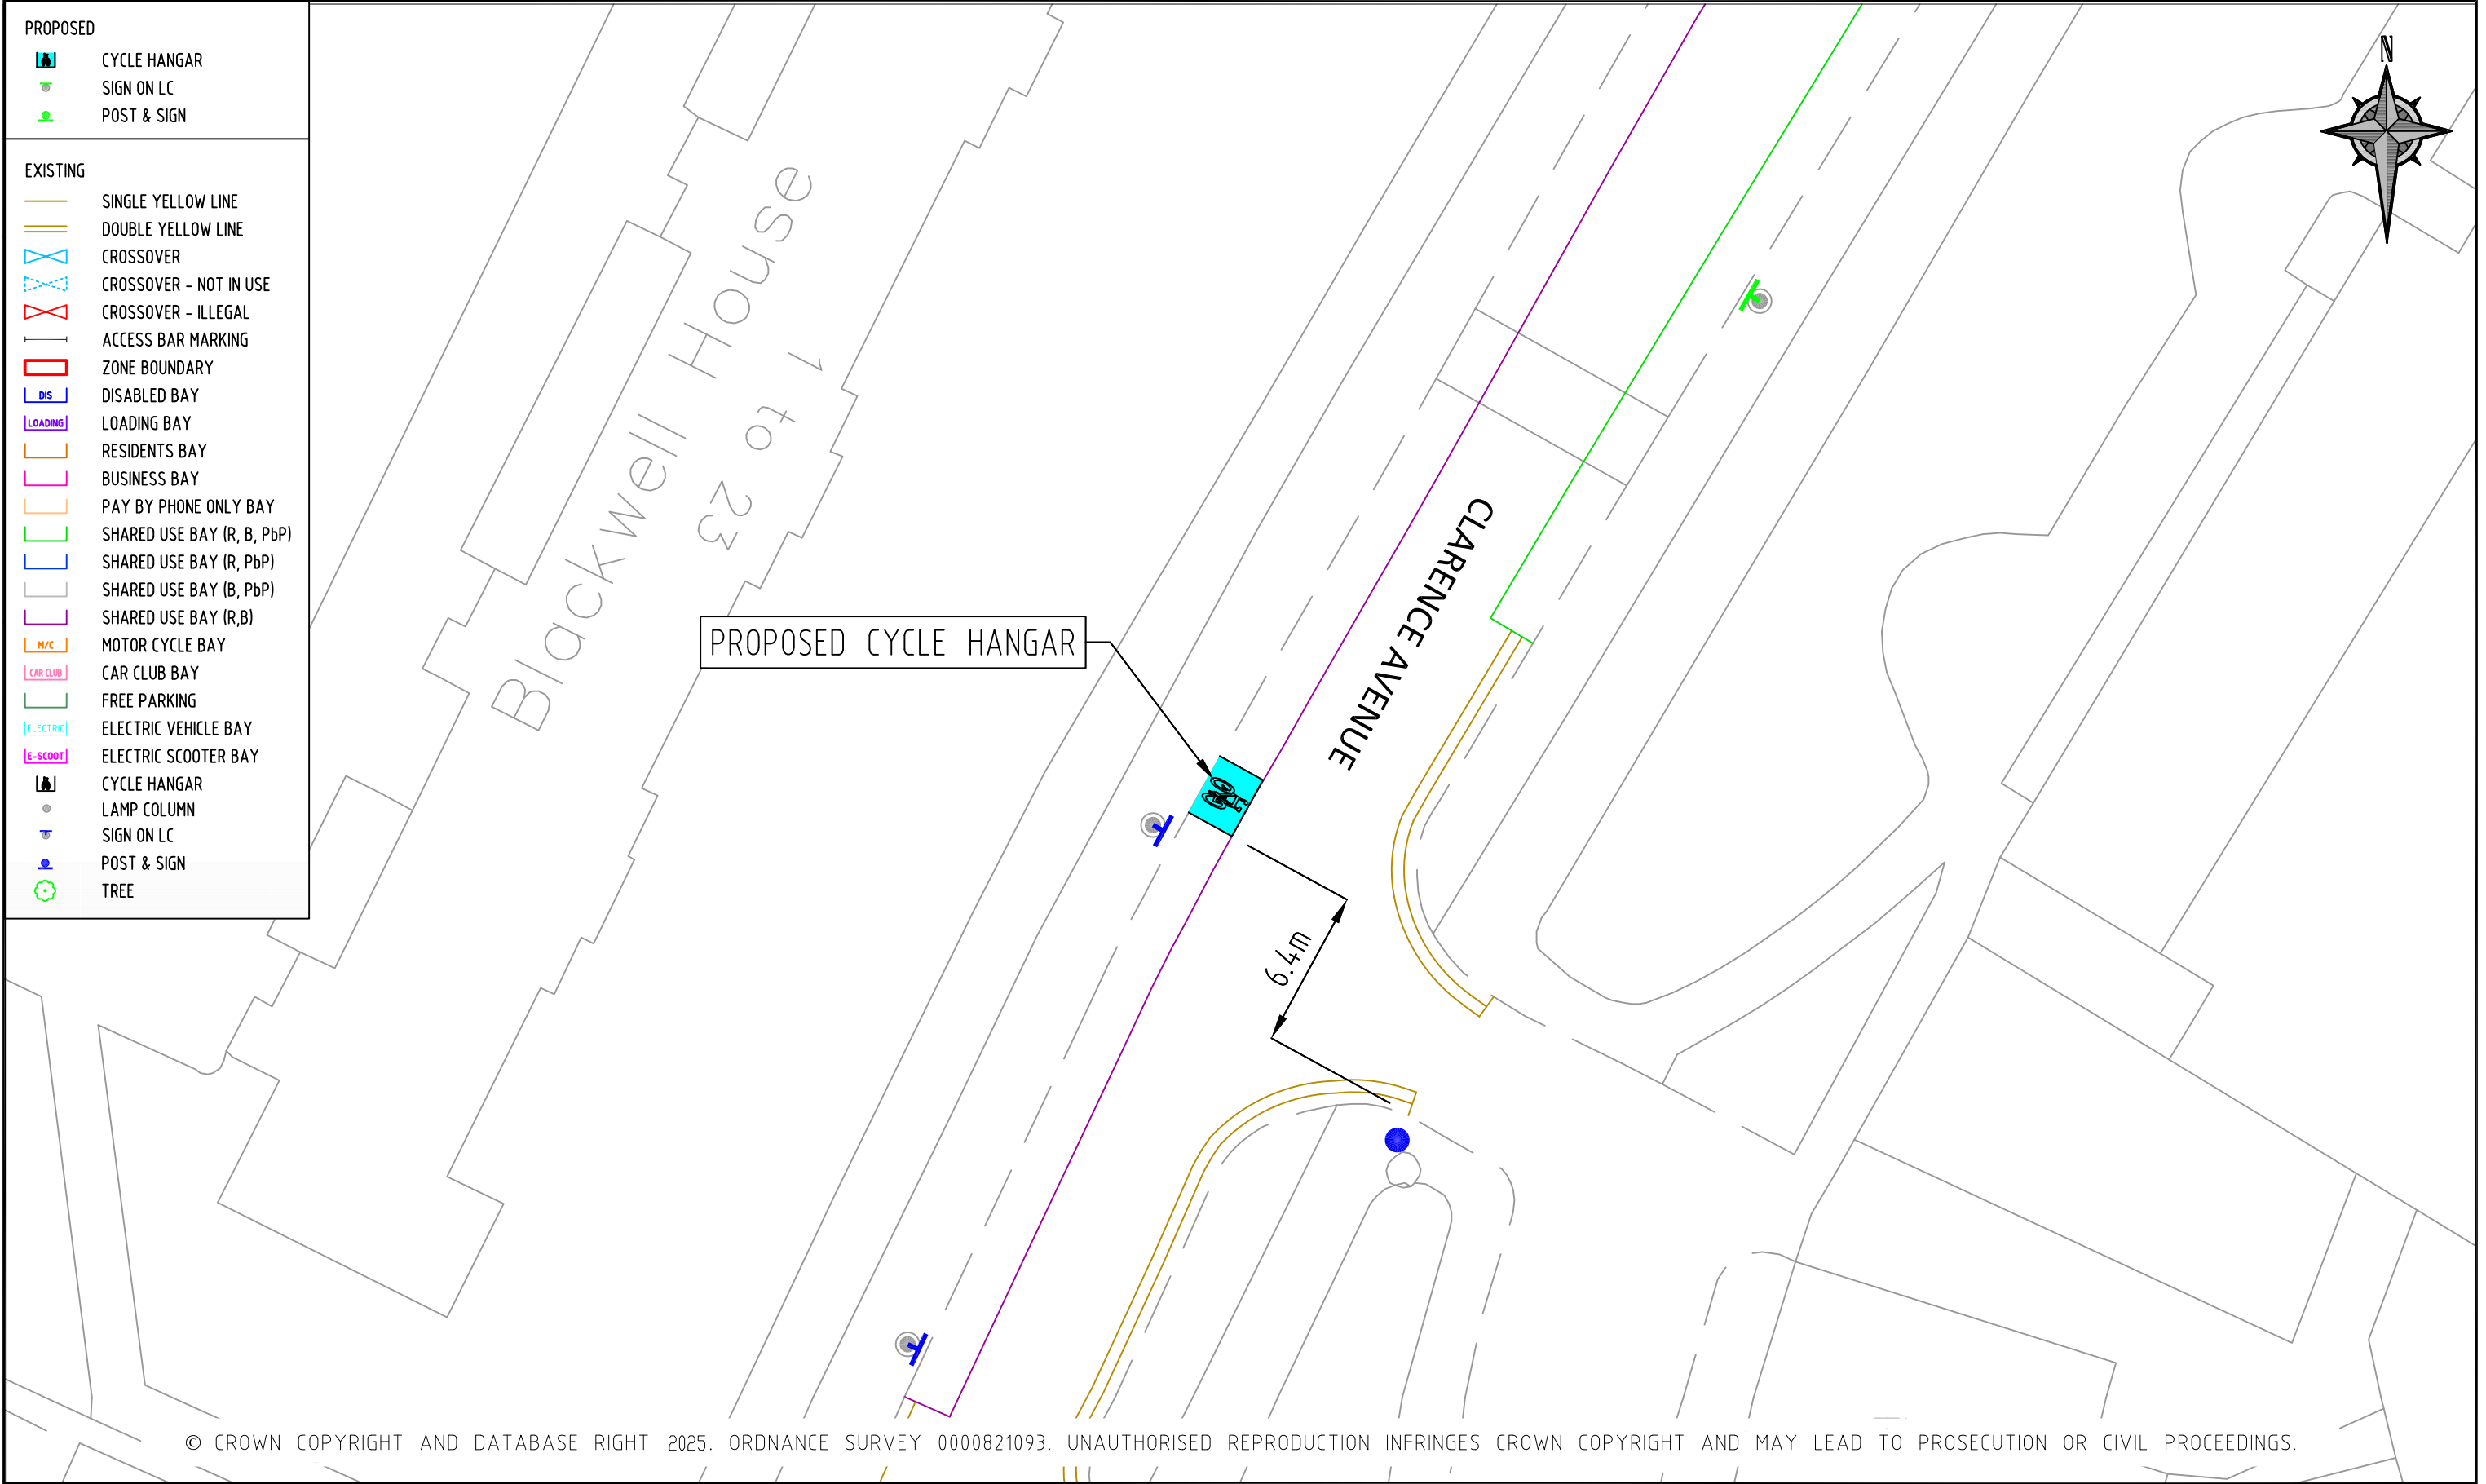 PROPOSED
CYCLE HANGAR
SIGN ON LC
POST & SIGN
EXISTING
SINGLE YELLOW LINE
DOUBLE YELLOW LINE
CROSSOVER
CROSSOVER - NOT IN USE
CROSSOVER - ILLEGAL
ACCESS BAR MARKING
ZONE BOUNDARY
DIS DISABLED BAY
LOADING LOADING BAY
RESIDENTS BAY
BUSINESS BAY
PAY BY PHONE ONLY BAY
SHARED USE BAY (R, B, PbP)
SHARED USE BAY (R, PbP)
SHARED USE BAY (B, PbP)
SHARED USE BAY (R,B)
M/C MOTOR CYCLE BAY
CAR CLUB CAR CLUB BAY
FREE PARKING
ELECTRIC ELECTRIC VEHICLE BAY
E-SCOOT ELECTRIC SCOOTER BAY
CYCLE HANGAR
LAMP COLUMN
SIGN ON LC
POST & SIGN
TREE
N
Blackwell House
1 to 23
PROPOSED CYCLE HANGAR
CLARENCE AVENUE
6.4m
© CROWN COPYRIGHT AND DATABASE RIGHT 2025. ORDNANCE SURVEY 0000821093. UNAUTHORISED REPRODUCTION INFRINGES CROWN COPYRIGHT AND MAY LEAD TO PROSECUTION OR CIVIL PROCEEDINGS.